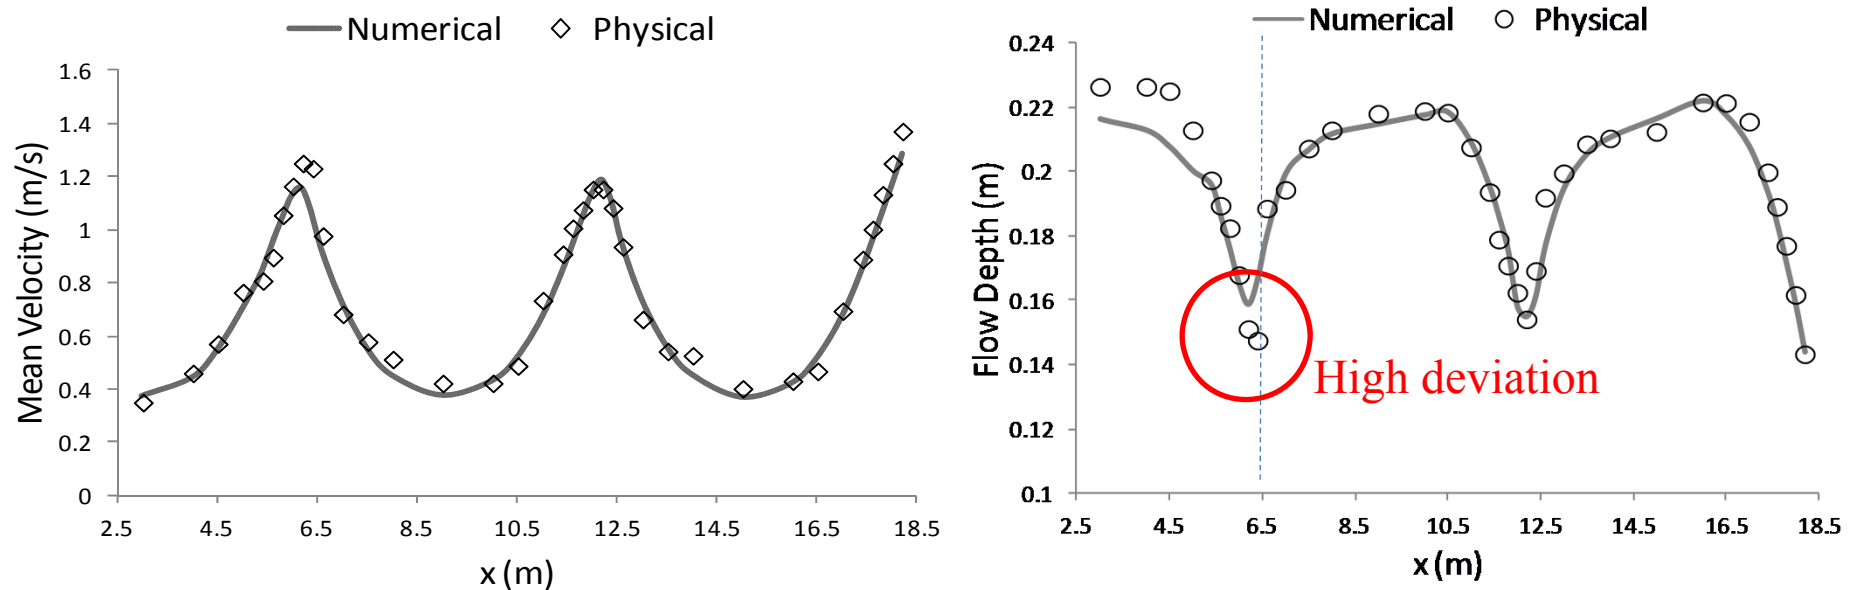 Numerical Physical
1.6
1.4
1.2
1
0.8
0.6
0.4
0.2
0
Mean Velocity (m/s)
2.5 4.5 6.5 8.5 10.5 12.5 14.5 16.5 18.5
x (m)
Numerical Physical
0.24
0.22
0.2
0.18
0.16
0.14
0.12
0.1
Flow Depth (m)
High deviation
2.5 4.5 6.5 8.5 10.5 12.5 14.5 16.5 18.5
x (m)